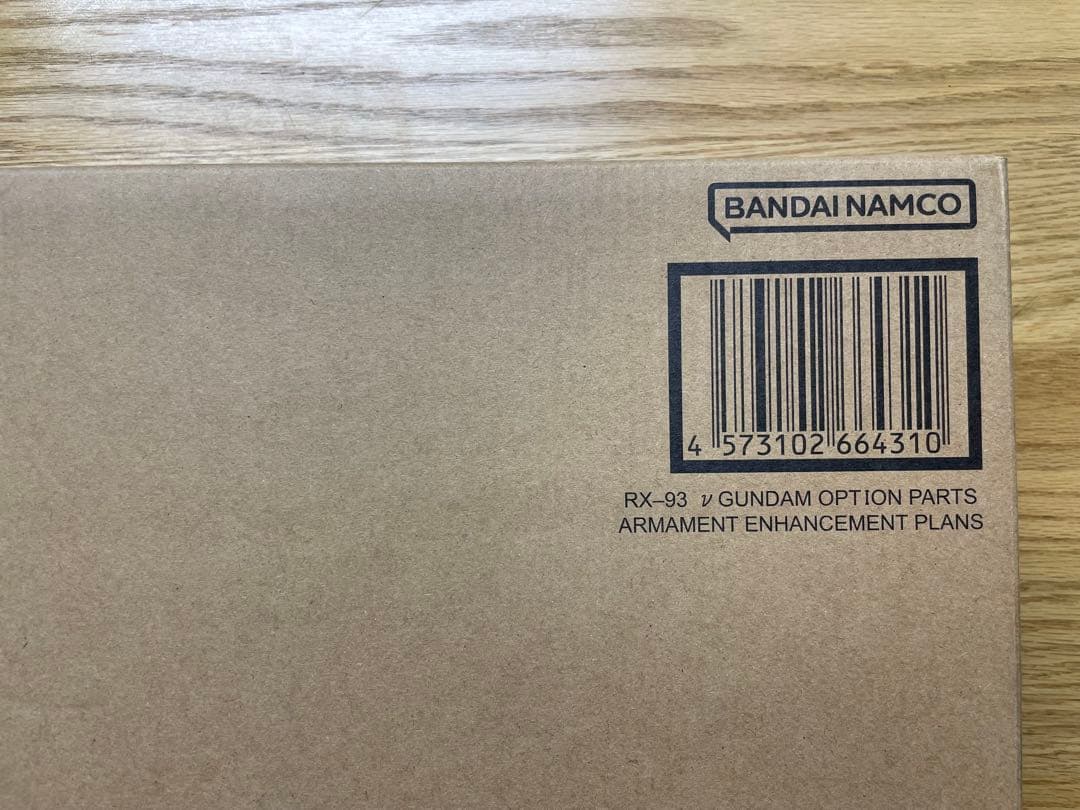 BANDAI NAMCO
4 573102 664310
RX–93 ν GUNDAM OPTION PARTS
ARMAMENT ENHANCEMENT PLANS